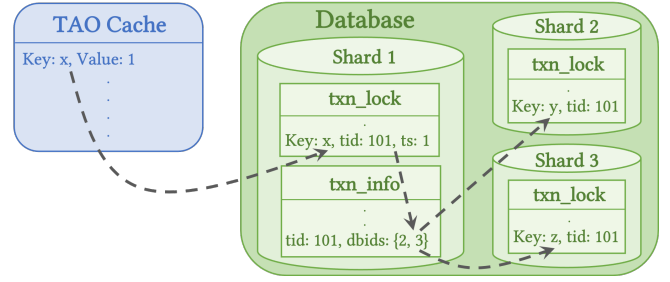 TAO Cache
Key: x, Value: 1
Database
Shard 1
txn_lock
Key: x, tid: 101, ts: 1
txn_info
tid: 101, dbids: {2, 3}
Shard 2
txn_lock
Key: y, tid: 101
Shard 3
txn_lock
Key: z, tid: 101